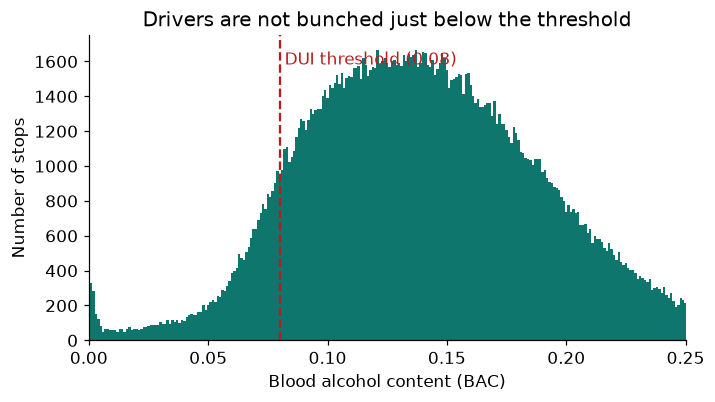 Drivers are not bunched just below the threshold
DUI threshold (0.08)
Number of stops
1600
1400
1200
1000
800
600
400
200
0
0.00 0.05 0.10 0.15 0.20 0.25
Blood alcohol content (BAC)